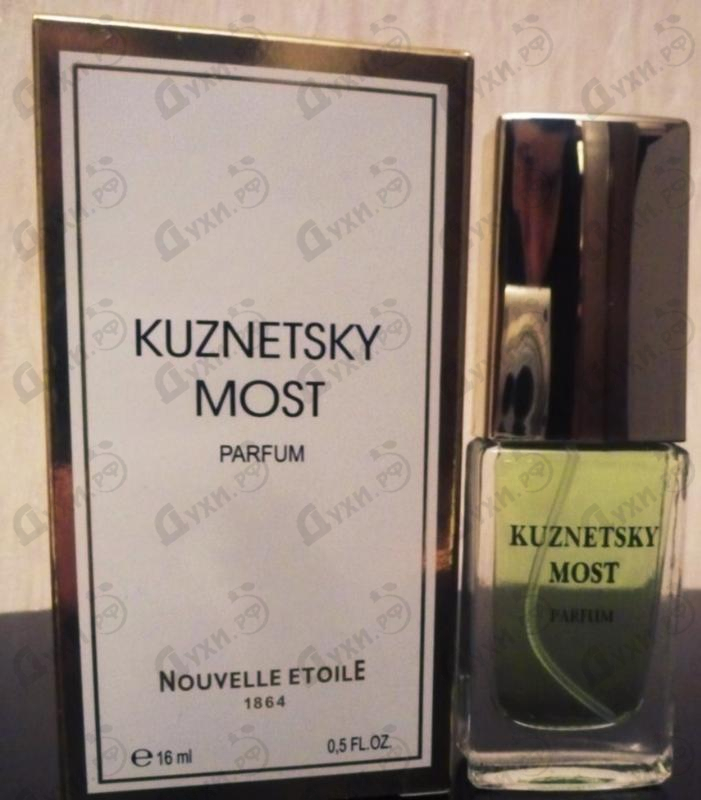 KUZNETSKY
MOST
PARFUM
NOUVELLE ETOILE
1864
℮ 16 ml
0,5 FL.OZ.
KUZNETSKY
MOST
PARFUM
Духи.РФ